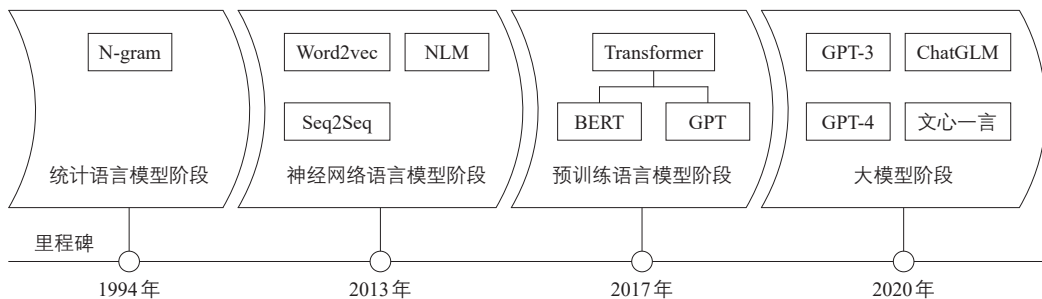 N-gram
Word2vec NLM
Transformer
GPT-3 ChatGLM
Seq2Seq
BERT GPT
GPT-4 文心一言
统计语言模型阶段
神经网络语言模型阶段
预训练语言模型阶段
大模型阶段
里程碑
1994年
2013年
2017年
2020年